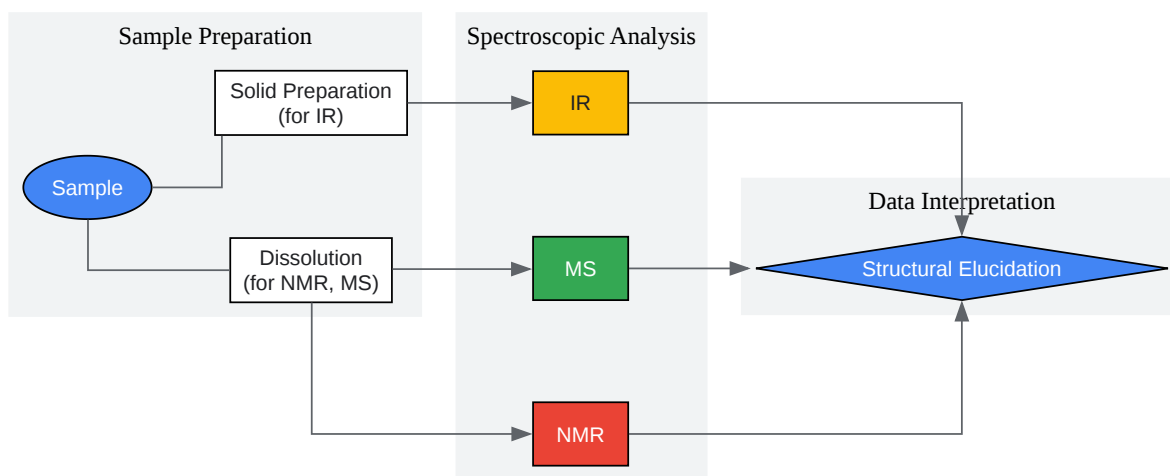 Sample Preparation
Solid Preparation
(for IR)
Sample
Dissolution
(for NMR, MS)
Spectroscopic Analysis
IR
MS
NMR
Data Interpretation
Structural Elucidation